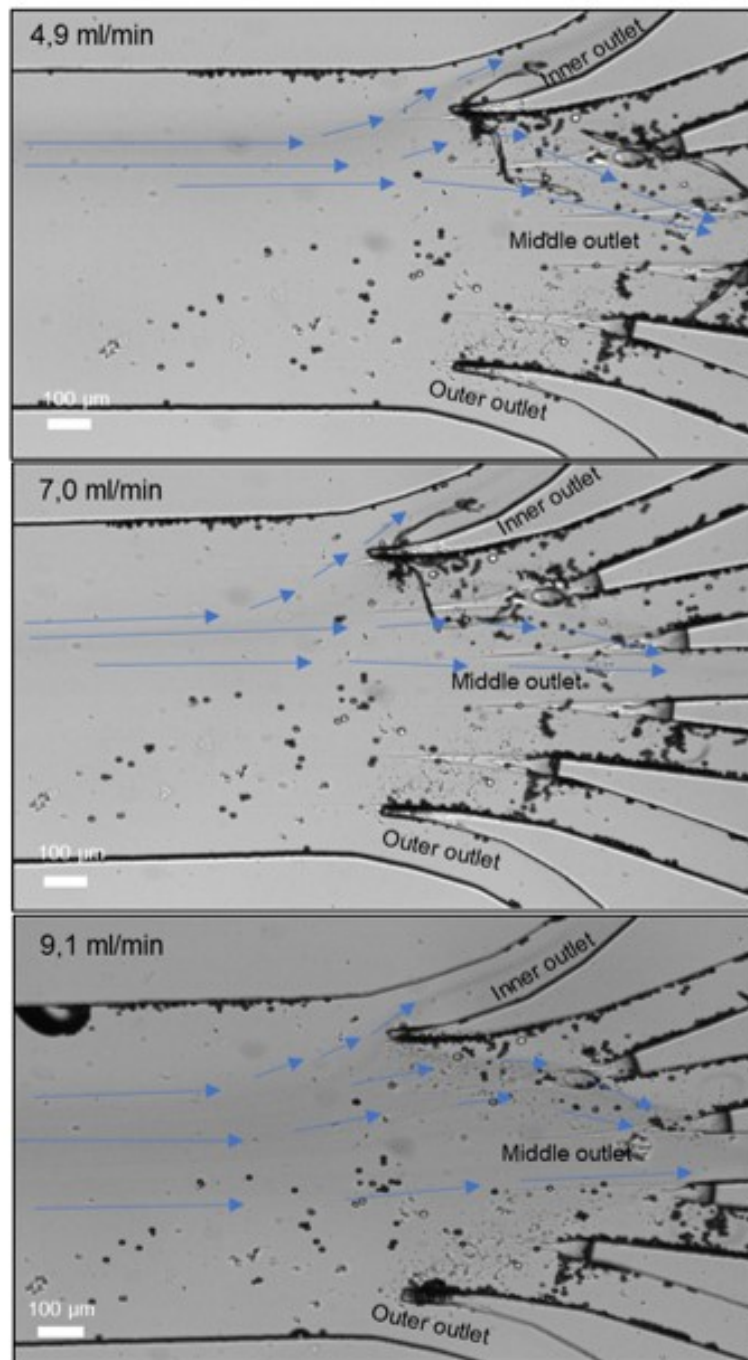 4,9 ml/min
Inner outlet
Middle outlet
Outer outlet
100 µm
7,0 ml/min
Inner outlet
Middle outlet
Outer outlet
100 µm
9,1 ml/min
Inner outlet
Middle outlet
Outer outlet
100 µm